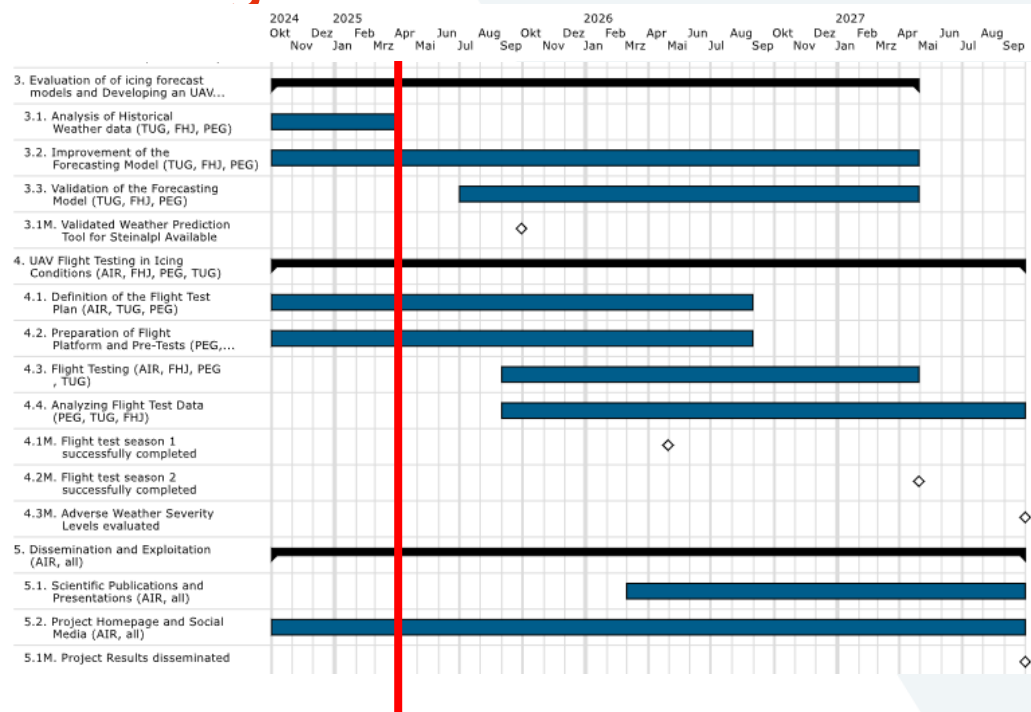 2024 2025 2026 2027
Okt Dez Feb Apr Jun Aug Okt Dez Feb Apr Jun Aug Okt Dez Feb Apr Jun Aug
Nov Jan Mrz Mai Jul Sep Nov Jan Mrz Mai Jul Sep Nov Jan Mrz Mai Jul Sep
3. Evaluation of of icing forecast
models and Developing an UAV...
3.1. Analysis of Historical
Weather data (TUG, FHJ, PEG)
3.2. Improvement of the
Forecasting Model (TUG, FHJ, PEG)
3.3. Validation of the Forecasting
Model (TUG, FHJ, PEG)
3.1M. Validated Weather Prediction
Tool for Steinalpl Available
4. UAV Flight Testing in Icing
Conditions (AIR, FHJ, PEG, TUG)
4.1. Definition of the Flight Test
Plan (AIR, TUG, PEG)
4.2. Preparation of Flight
Platform and Pre-Tests (PEG,...
4.3. Flight Testing (AIR, FHJ, PEG
, TUG)
4.4. Analyzing Flight Test Data
(PEG, TUG, FHJ)
4.1M. Flight test season 1
successfully completed
4.2M. Flight test season 2
successfully completed
4.3M. Adverse Weather Severity
Levels evaluated
5. Dissemination and Exploitation
(AIR, all)
5.1. Scientific Publications and
Presentations (AIR, all)
5.2. Project Homepage and Social
Media (AIR, all)
5.1M. Project Results disseminated